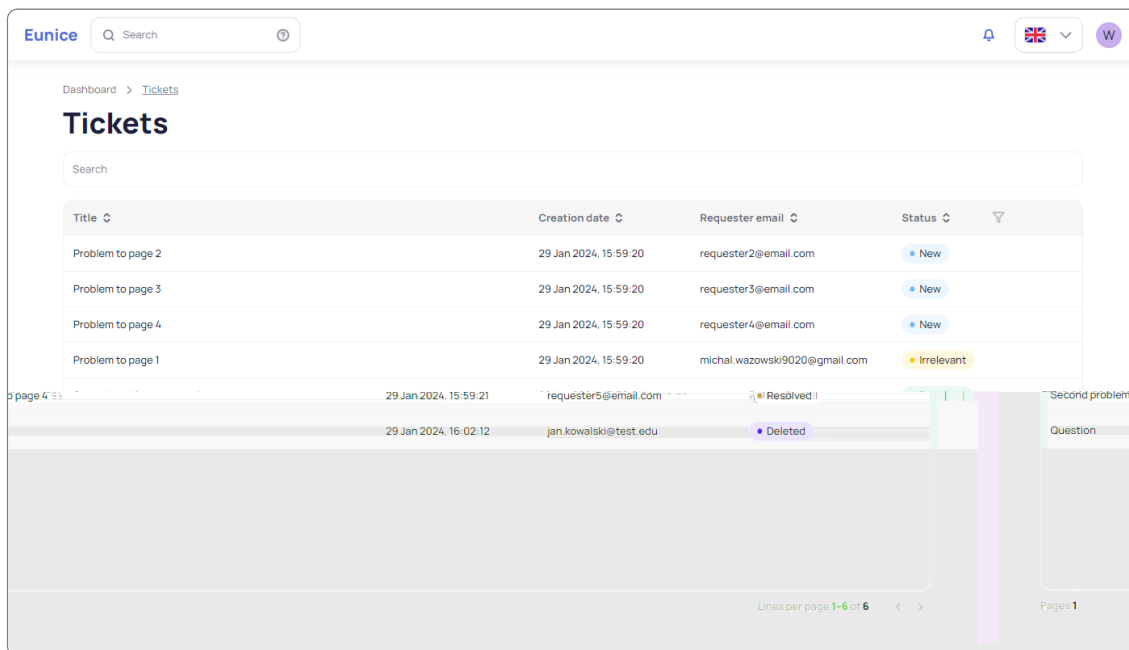 Eunice
Search
W
Dashboard > Tickets
Tickets
Search
Title Creation date Requester email Status
Problem to page 2 29 Jan 2024, 15:59:20 requester2@email.com New
Problem to page 3 29 Jan 2024, 15:59:20 requester3@email.com New
Problem to page 4 29 Jan 2024, 15:59:20 requester4@email.com New
Problem to page 1 29 Jan 2024, 15:59:20 michal.wazowski9020@gmail.com Irrelevant
o page 4 29 Jan 2024, 15:59:21 requester5@email.com Resolved Second problem
29 Jan 2024, 16:02:12 jan.kowalski@test.edu Deleted Question
Lines per page 1-6 of 6 Pages 1